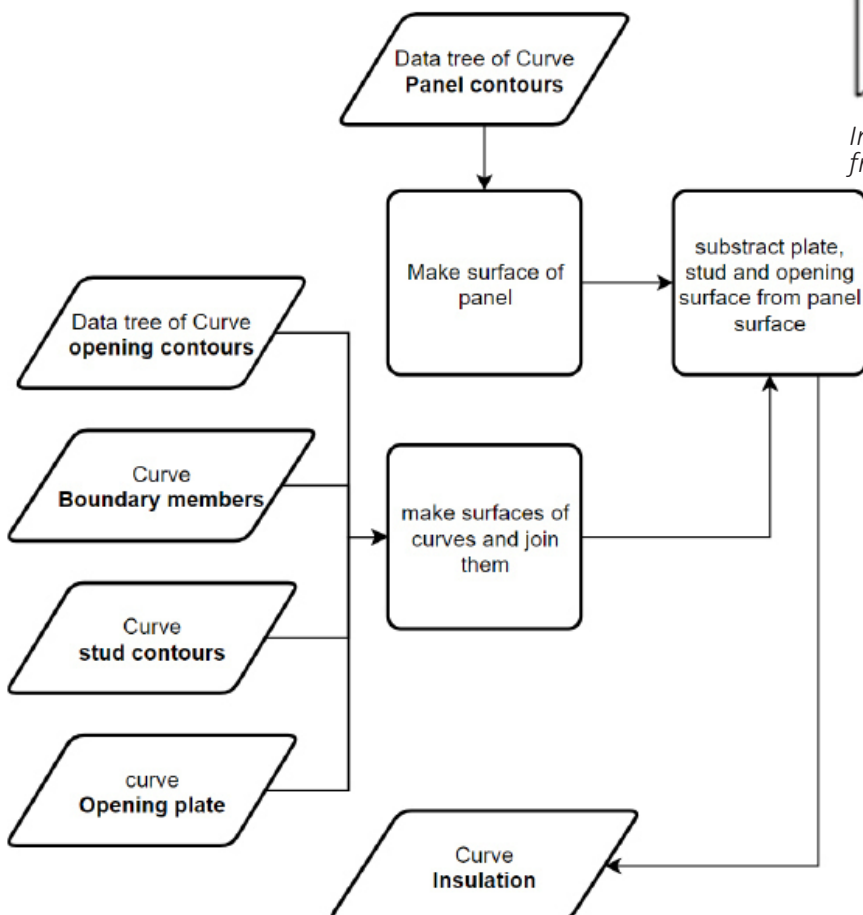 Data tree of Curve
Panel contours
Make surface of
panel
substract plate,
stud and opening
surface from panel
surface
Data tree of Curve
opening contours
Curve
Boundary members
Curve
stud contours
curve
Opening plate
make surfaces of
curves and join
them
Curve
Insulation